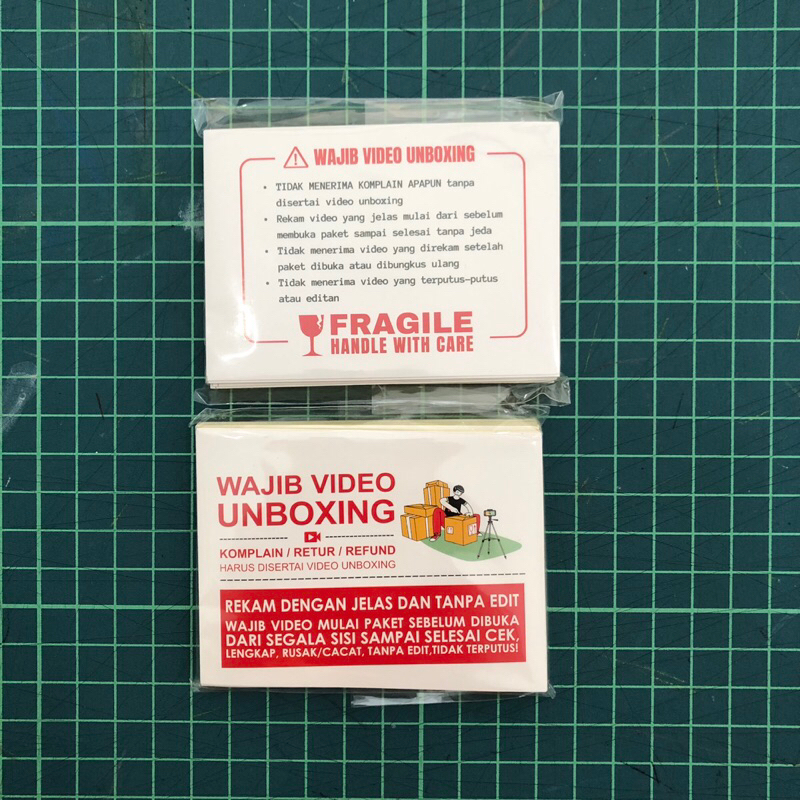 WAJIB VIDEO UNBOXING
• TIDAK MENERIMA KOMPLAIN APAPUN tanpa
disertai video unboxing
• Rekam video yang jelas mulai dari sebelum
membuka paket sampai selesai tanpa jeda
• Tidak menerima video yang direkam setelah
paket dibuka atau dibungkus ulang
• Tidak menerima video yang terputus-putus
atau editan
FRAGILE
HANDLE WITH CARE
WAJIB VIDEO
UNBOXING
KOMPLAIN / RETUR / REFUND
HARUS DISERTAI VIDEO UNBOXING
REKAM DENGAN JELAS DAN TANPA EDIT
WAJIB VIDEO MULAI PAKET SEBELUM DIBUKA
DARI SEGALA SISI SAMPAI SELESAI CEK,
LENGKAP, RUSAK/CACAT, TANPA EDIT,TIDAK TERPUTUS!